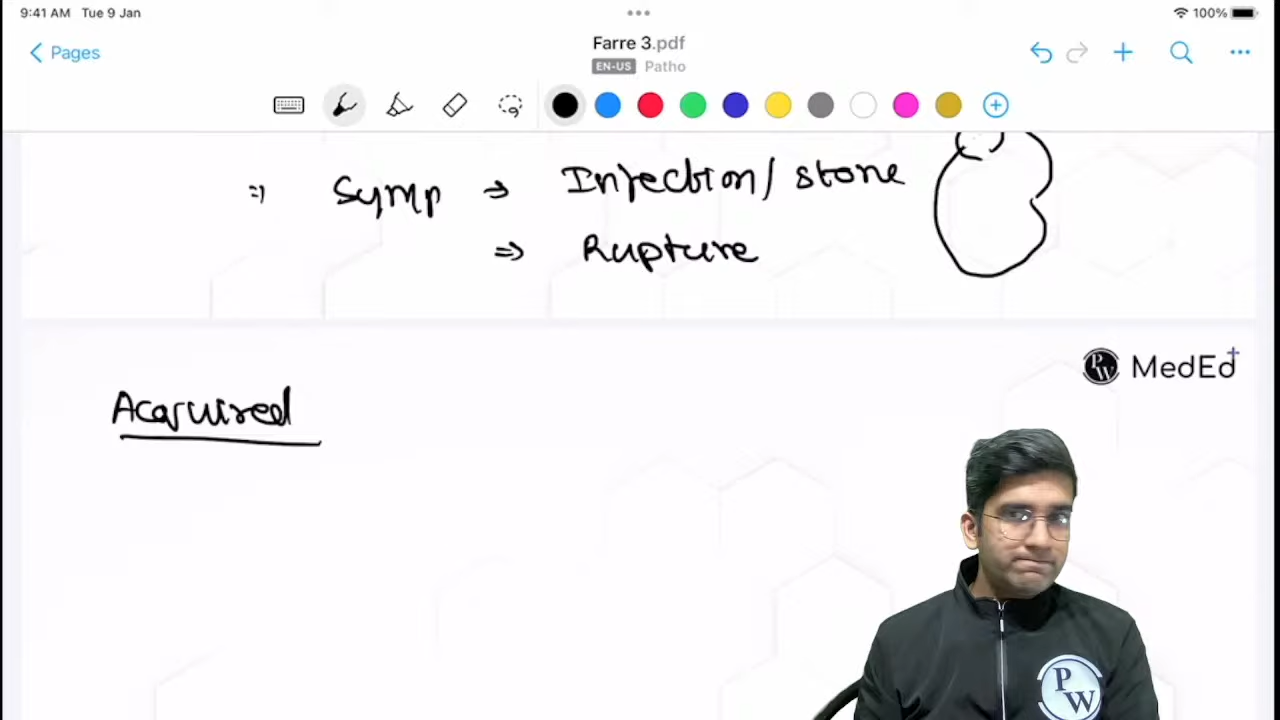 9:41 AM Tue 9 Jan
100%
Pages
Farre 3.pdf
EN-US Patho
⇒ Symp ⇒ Infection/ stone
⇒ Rupture
PW MedEd
Acquired
PW